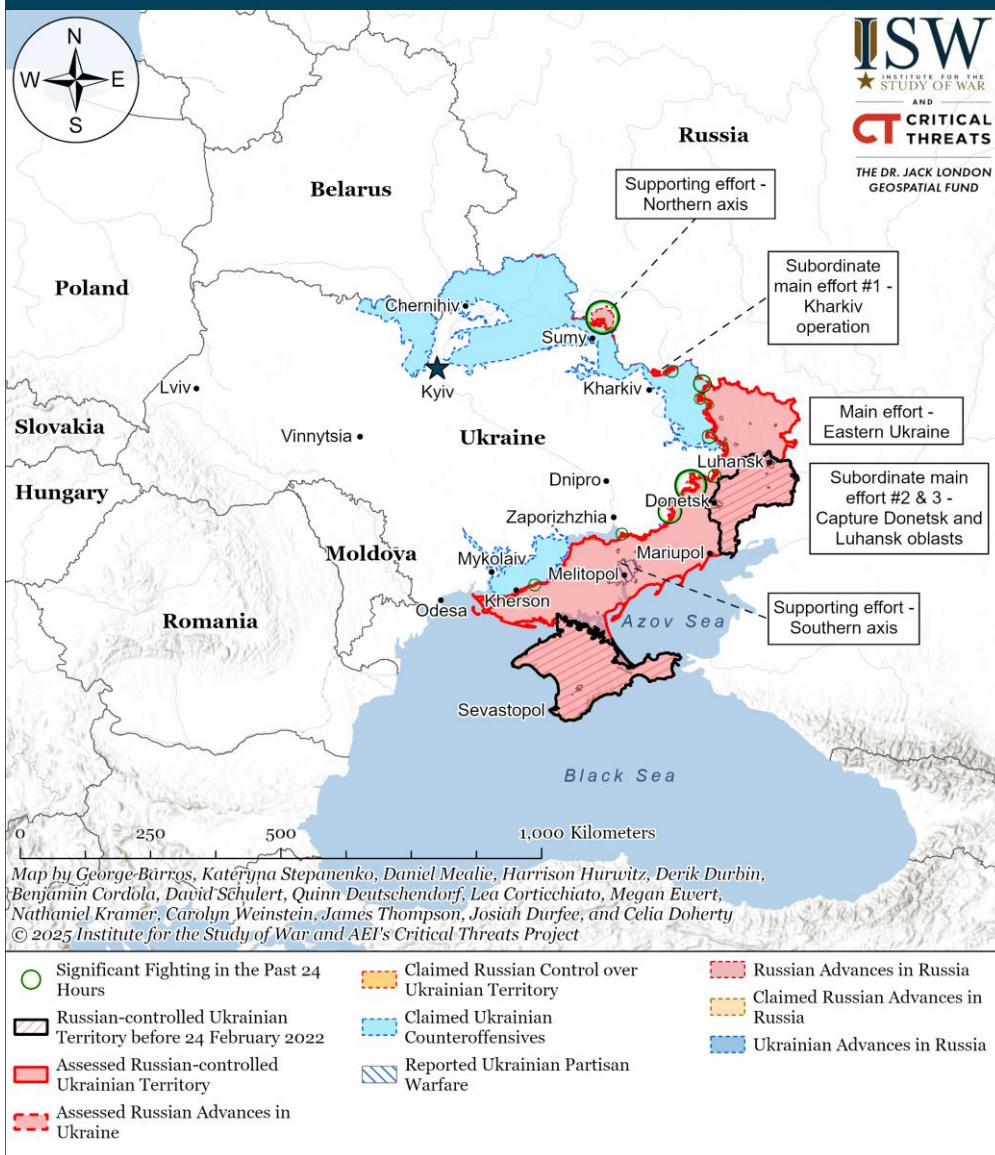 N
W E
S
ISW
INSTITUTE FOR THE
STUDY OF WAR
AND
CT CRITICAL
THREATS
THE DR. JACK LONDON
GEOSPATIAL FUND
Russia
Supporting effort -
Northern axis
Belarus
Subordinate
main effort #1 -
Kharkiv
operation
Poland
Chernihiv
Sumy
Kyiv
Kharkiv
Lviv
Slovakia
Vinnytsia
Ukraine
Main effort -
Eastern Ukraine
Luhansk
Hungary
Dnipro
Donetsk
Subordinate main
effort #2 & 3 -
Capture Donetsk and
Luhansk oblasts
Zaporizhzhia
Moldova
Mykolaiv
Mariupol
Melitopol
Kherson
Odesa
Romania
Azov Sea
Supporting effort -
Southern axis
Sevastopol
Black Sea
0 250 500 1,000 Kilometers
Map by George Barros, Kateryna Stepanenko, Daniel Mealie, Harrison Hurwitz, Derik Durbin,
Benjamin Cordola, David Schulert, Quinn Deutschendorf, Lea Corticchiato, Megan Ewert,
Nathaniel Kramer, Carolyn Weinstein, James Thompson, Josiah Durfee, and Celia Doherty
© 2025 Institute for the Study of War and AEI's Critical Threats Project
Significant Fighting in the Past 24
Hours
Russian-controlled Ukrainian
Territory before 24 February 2022
Assessed Russian-controlled
Ukrainian Territory
Assessed Russian Advances in
Ukraine
Claimed Russian Control over
Ukrainian Territory
Claimed Ukrainian
Counteroffensives
Reported Ukrainian Partisan
Warfare
Russian Advances in Russia
Claimed Russian Advances in
Russia
Ukrainian Advances in Russia